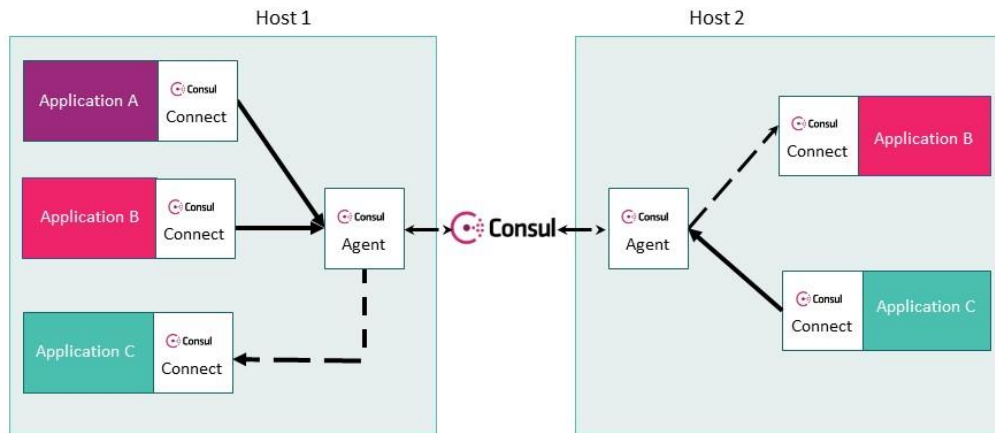 Host 1
Host 2
Application A
Consul
Connect
Application B
Consul
Connect
Application C
Consul
Connect
Consul
Agent
Consul
Consul
Agent
Consul
Connect
Application B
Consul
Connect
Application C